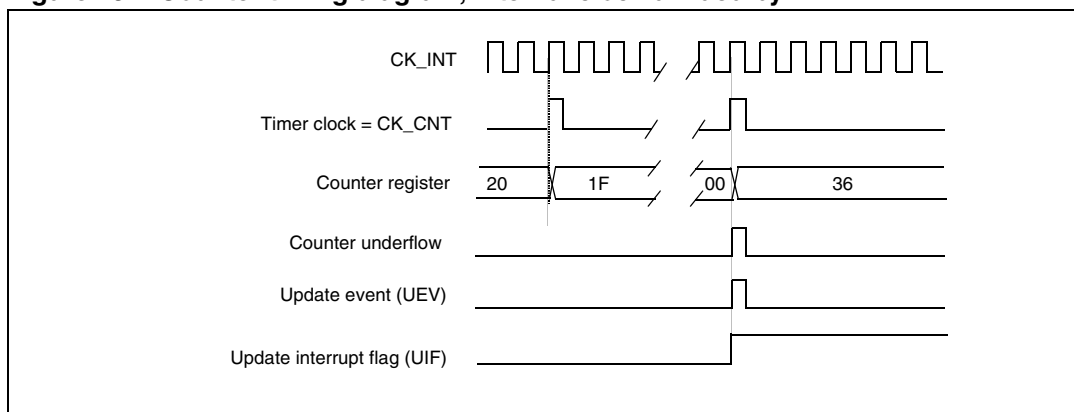 CK_INT
Timer clock = CK_CNT
Counter register 20 1F 00 36
Counter underflow
Update event (UEV)
Update interrupt flag (UIF)